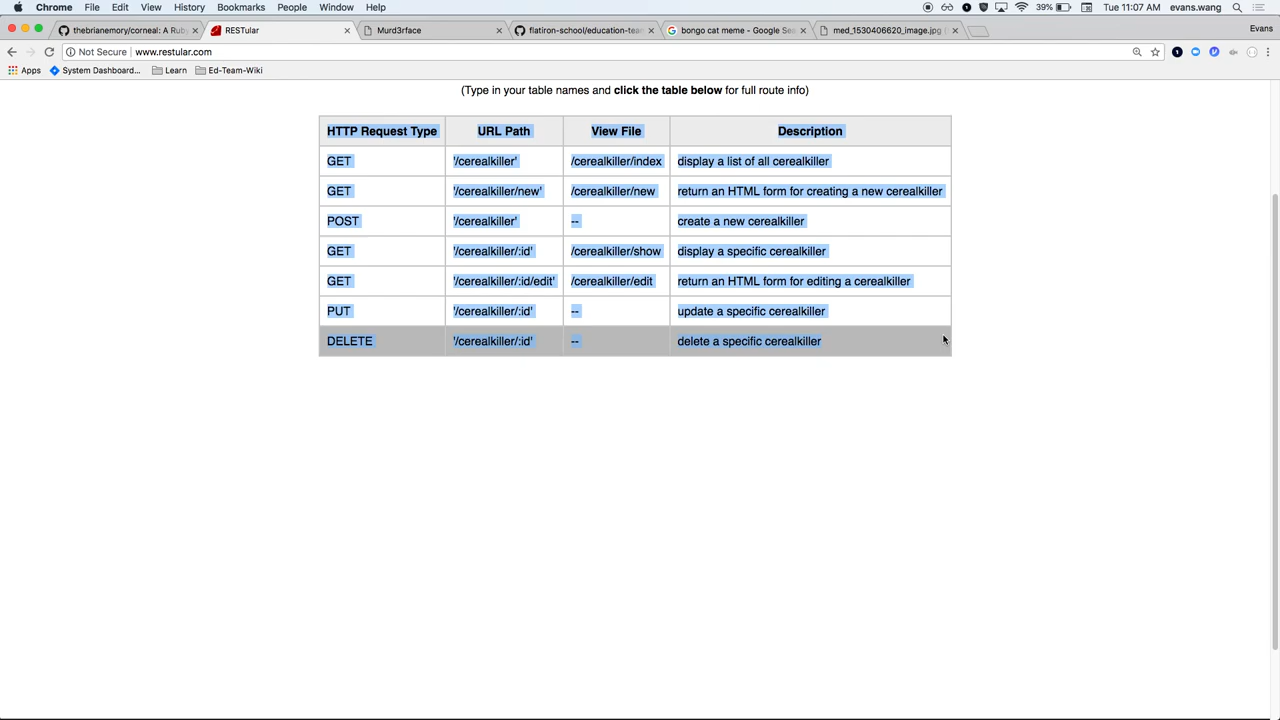 Chrome File Edit View History Bookmarks People Window Help 39% Tue 11:07 AM evans.wang
thebrianemory/corneal: A Rub RESTular Murd3rface flatiron-school/education-tea bongo cat meme - Google Sea med_1530406620_image.jpg Evans
Not Secure www.restular.com
Apps System Dashboard... Learn Ed-Team-Wiki
(Type in your table names and click the table below for full route info)
HTTP Request Type URL Path View File Description
GET '/cerealkiller' /cerealkiller/index display a list of all cerealkiller
GET '/cerealkiller/new' /cerealkiller/new return an HTML form for creating a new cerealkiller
POST '/cerealkiller' -- create a new cerealkiller
GET '/cerealkiller/:id' /cerealkiller/show display a specific cerealkiller
GET '/cerealkiller/:id/edit' /cerealkiller/edit return an HTML form for editing a cerealkiller
PUT '/cerealkiller/:id' -- update a specific cerealkiller
DELETE '/cerealkiller/:id' -- delete a specific cerealkiller